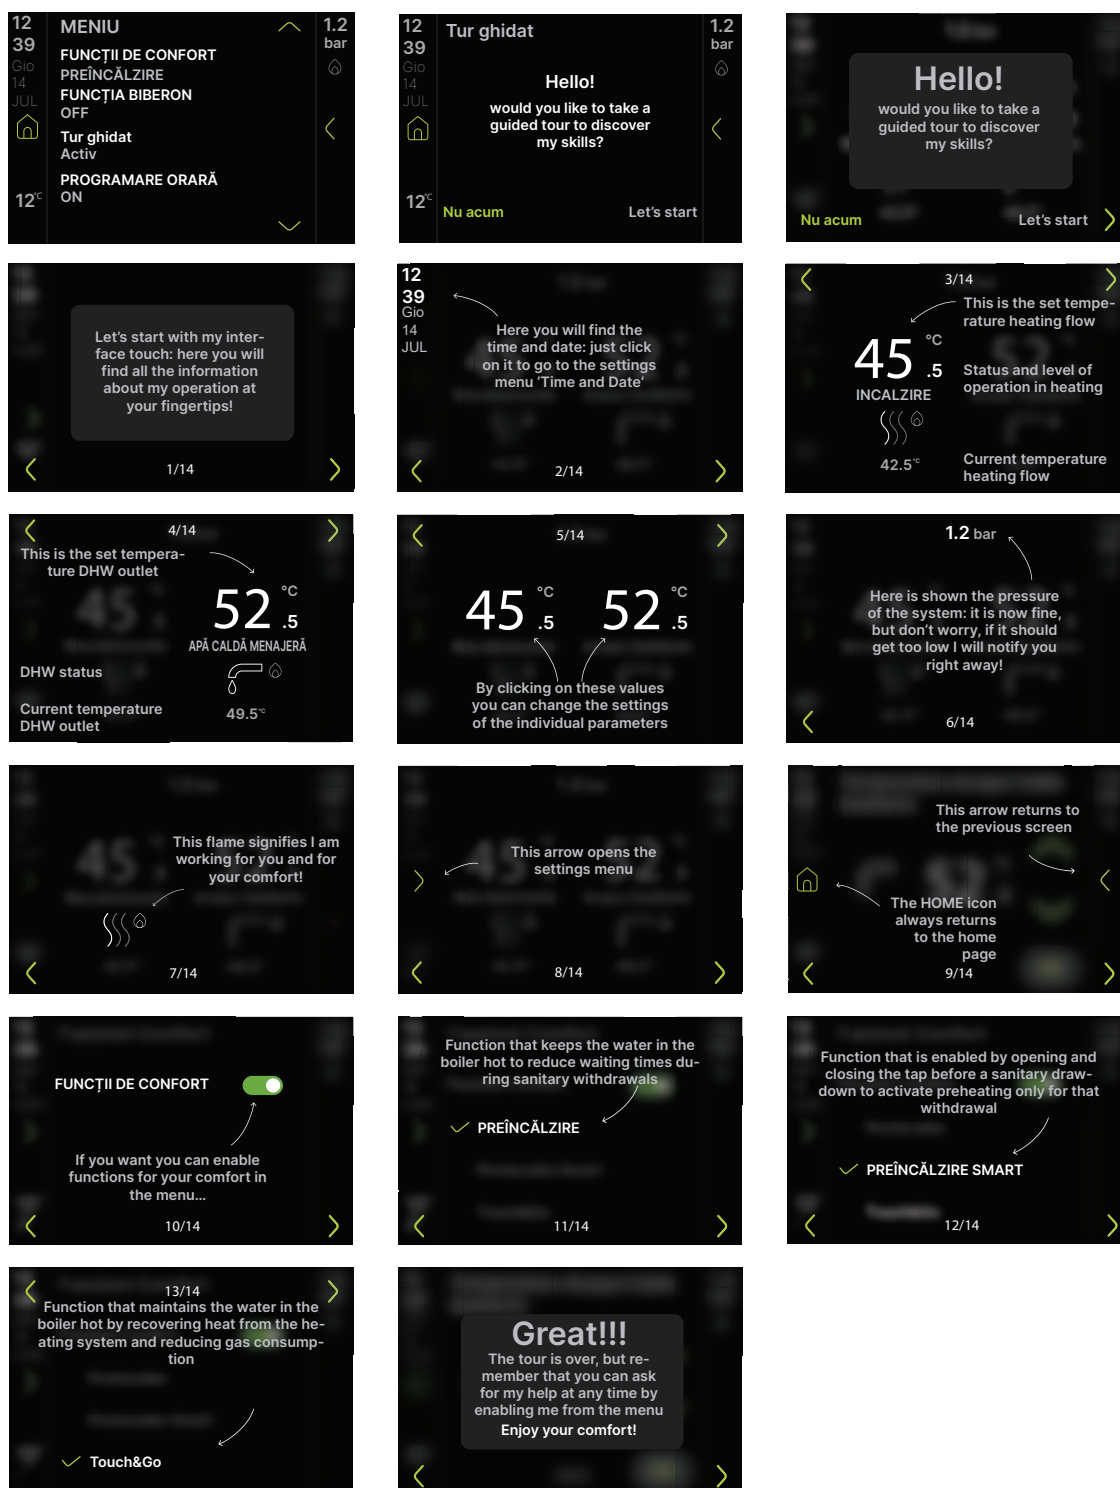 12
39
Gio
14
JUL
12°C
MENIU
FUNCȚII DE CONFORT
PREÎNCĂLZIRE
FUNCȚIA BIBERON
OFF
Tur ghidat
Activ
PROGRAMARE ORARĂ
ON
1.2
bar
12
39
Gio
14
JUL
12°C
Tur ghidat
Hello!
would you like to take a
guided tour to discover
my skills?
Nu acum
Let's start
1.2
bar
Hello!
would you like to take a
guided tour to discover
my skills?
Nu acum
Let's start
Let's start with my inter-
face touch: here you will
find all the information
about my operation at
your fingertips!
1/14
12
39
Gio
14
JUL
Here you will find the
time and date: just click
on it to go to the settings
menu ‘Time and Date’
2/14
3/14
This is the set tempe-
rature heating flow
45 .5 °C
INCALZIRE
Status and level of
operation in heating
42.5°C
Current temperature
heating flow
4/14
This is the set tempera-
ture DHW outlet
52 .5 °C
APĂ CALDĂ MENAJERĂ
DHW status
Current temperature
DHW outlet
49.5°C
5/14
45 .5 °C
52 .5 °C
By clicking on these values
you can change the settings
of the individual parameters
1.2 bar
Here is shown the pressure
of the system: it is now fine,
but don't worry, if it should
get too low I will notify you
right away!
6/14
This flame signifies I am
working for you and for
your comfort!
7/14
This arrow opens the
settings menu
8/14
This arrow returns to
the previous screen
The HOME icon
always returns
to the home
page
9/14
FUNCȚII DE CONFORT
If you want you can enable
functions for your comfort in
the menu...
10/14
Function that keeps the water in the
boiler hot to reduce waiting times du-
ring sanitary withdrawals
PREÎNCĂLZIRE
11/14
Function that is enabled by opening and
closing the tap before a sanitary draw-
down to activate preheating only for that
withdrawal
PREÎNCĂLZIRE SMART
12/14
13/14
Function that maintains the water in the
boiler hot by recovering heat from the he-
ating system and reducing gas consump-
tion
Touch&Go
Great!!!
The tour is over, but re-
member that you can ask
for my help at any time by
enabling me from the menu
Enjoy your comfort!